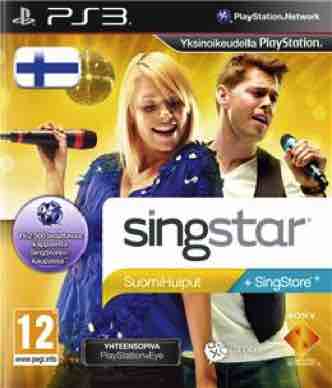 PS3
PlayStation®Network
Yksinoikeudella PlayStation.
singstar
SuomiHuiput
+ SingStore
12
www.pegi.info
YHTEENSOPIVA
PlayStation®Eye
SONY